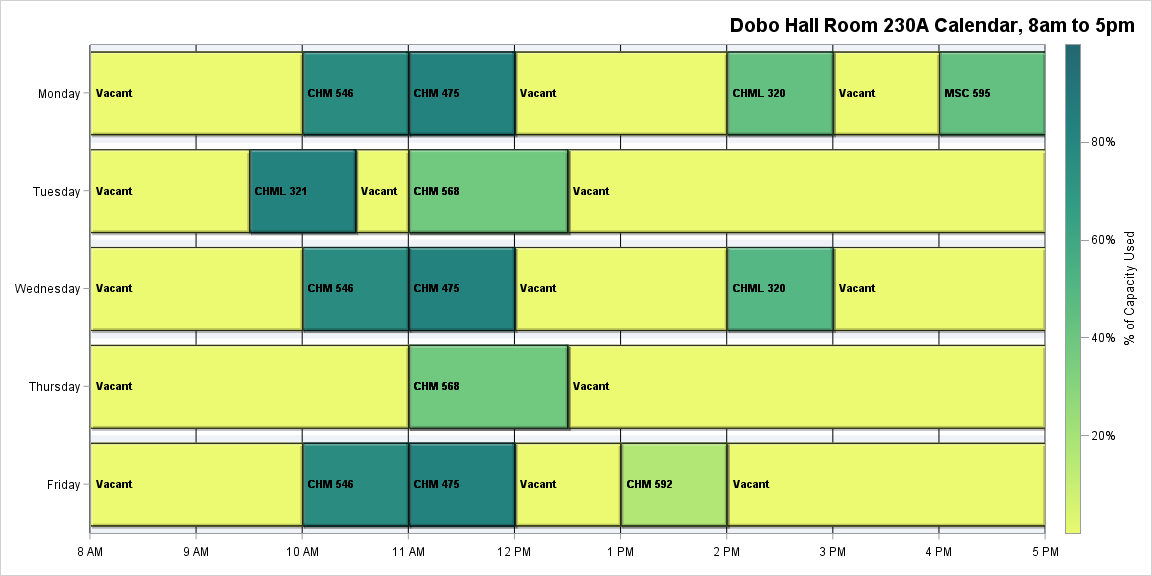 Dobo Hall Room 230A Calendar, 8am to 5pm
Monday Vacant CHM 546 CHM 475 Vacant CHML 320 Vacant MSC 595
Tuesday Vacant CHML 321 Vacant CHM 568 Vacant
Wednesday Vacant CHM 546 CHM 475 Vacant CHML 320 Vacant
Thursday Vacant CHM 568 Vacant
Friday Vacant CHM 546 CHM 475 Vacant CHM 592 Vacant
8 AM 9 AM 10 AM 11 AM 12 PM 1 PM 2 PM 3 PM 4 PM 5 PM
80%
60%
40%
20%
% of Capacity Used